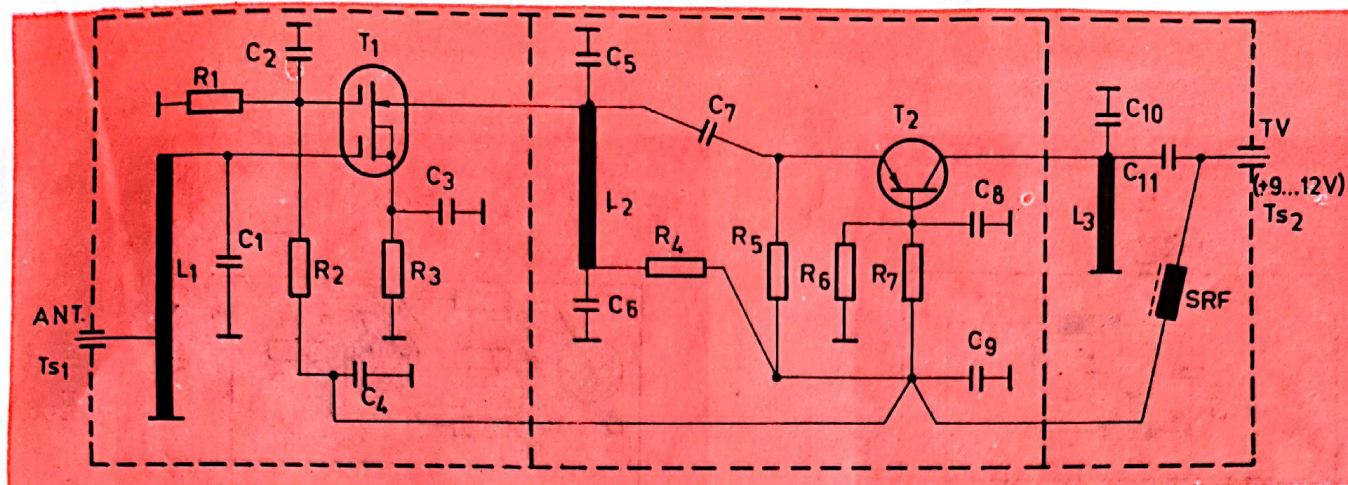 T1
C2
R1
C5
C7
T2
C10
TV
C3
C8
C11
(+9...12V)
Ts2
L2
R4
R5
R6
R7
L3
C1
L1
R2
R3
SRF
ANT.
C6
Ts1
C9
C4